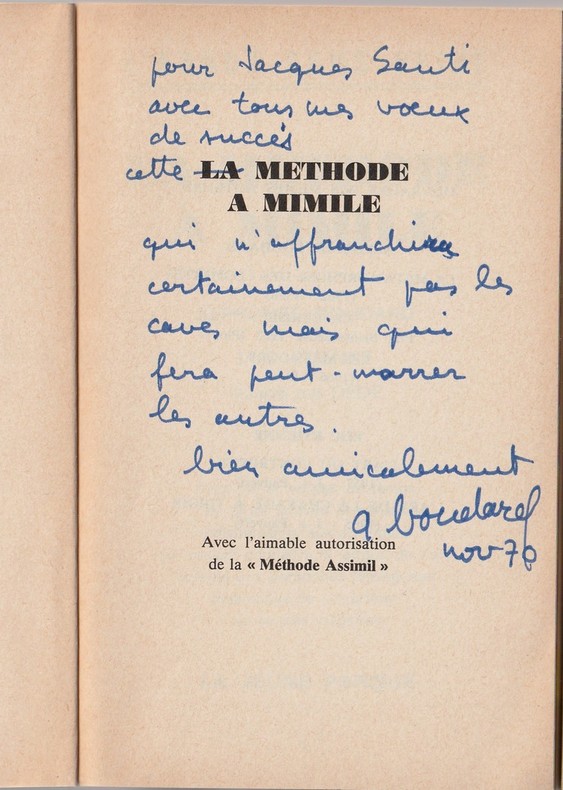 pour Jacques Santi
avec tous mes vœux
de succès
cette LA METHODE
A MIMILE
qui n'affranchira
certainement pas les
caves mais qui
fera peut-marrer
les autres.
bien amicalement
a boudard
Avec l'aimable autorisation
nov 70
de la « Méthode Assimil »